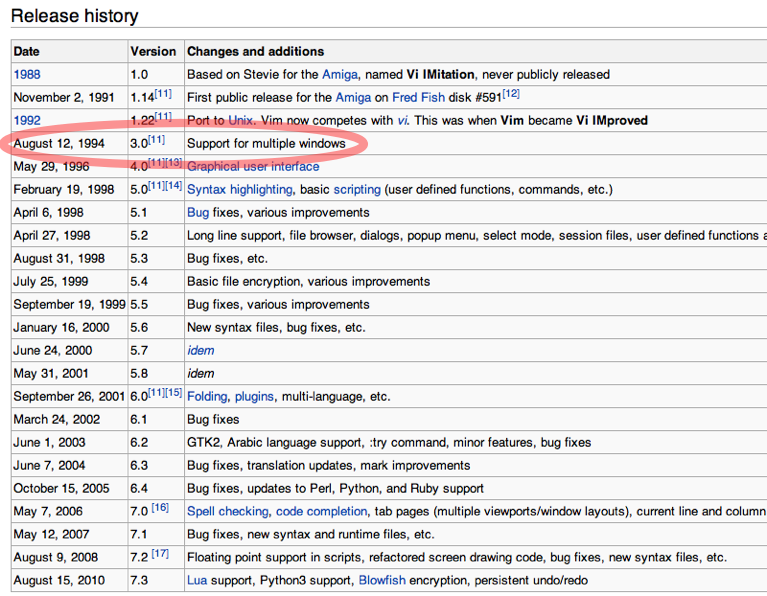 Release history
Date Version Changes and additions
1988 1.0 Based on Stevie for the Amiga, named Vi IMitation, never publicly released
November 2, 1991 1.14[11] First public release for the Amiga on Fred Fish disk #591[12]
1992 1.22[11] Port to Unix. Vim now competes with vi. This was when Vim became Vi IMproved
August 12, 1994 3.0[11] Support for multiple windows
May 29, 1996 4.0[11][13] Graphical user interface
February 19, 1998 5.0[11][14] Syntax highlighting, basic scripting (user defined functions, commands, etc.)
April 6, 1998 5.1 Bug fixes, various improvements
April 27, 1998 5.2 Long line support, file browser, dialogs, popup menu, select mode, session files, user defined functions a
August 31, 1998 5.3 Bug fixes, etc.
July 25, 1999 5.4 Basic file encryption, various improvements
September 19, 1999 5.5 Bug fixes, various improvements
January 16, 2000 5.6 New syntax files, bug fixes, etc.
June 24, 2000 5.7 idem
May 31, 2001 5.8 idem
September 26, 2001 6.0[11][15] Folding, plugins, multi-language, etc.
March 24, 2002 6.1 Bug fixes
June 1, 2003 6.2 GTK2, Arabic language support, :try command, minor features, bug fixes
June 7, 2004 6.3 Bug fixes, translation updates, mark improvements
October 15, 2005 6.4 Bug fixes, updates to Perl, Python, and Ruby support
May 7, 2006 7.0 [16] Spell checking, code completion, tab pages (multiple viewports/window layouts), current line and column
May 12, 2007 7.1 Bug fixes, new syntax and runtime files, etc.
August 9, 2008 7.2 [17] Floating point support in scripts, refactored screen drawing code, bug fixes, new syntax files, etc.
August 15, 2010 7.3 Lua support, Python3 support, Blowfish encryption, persistent undo/redo